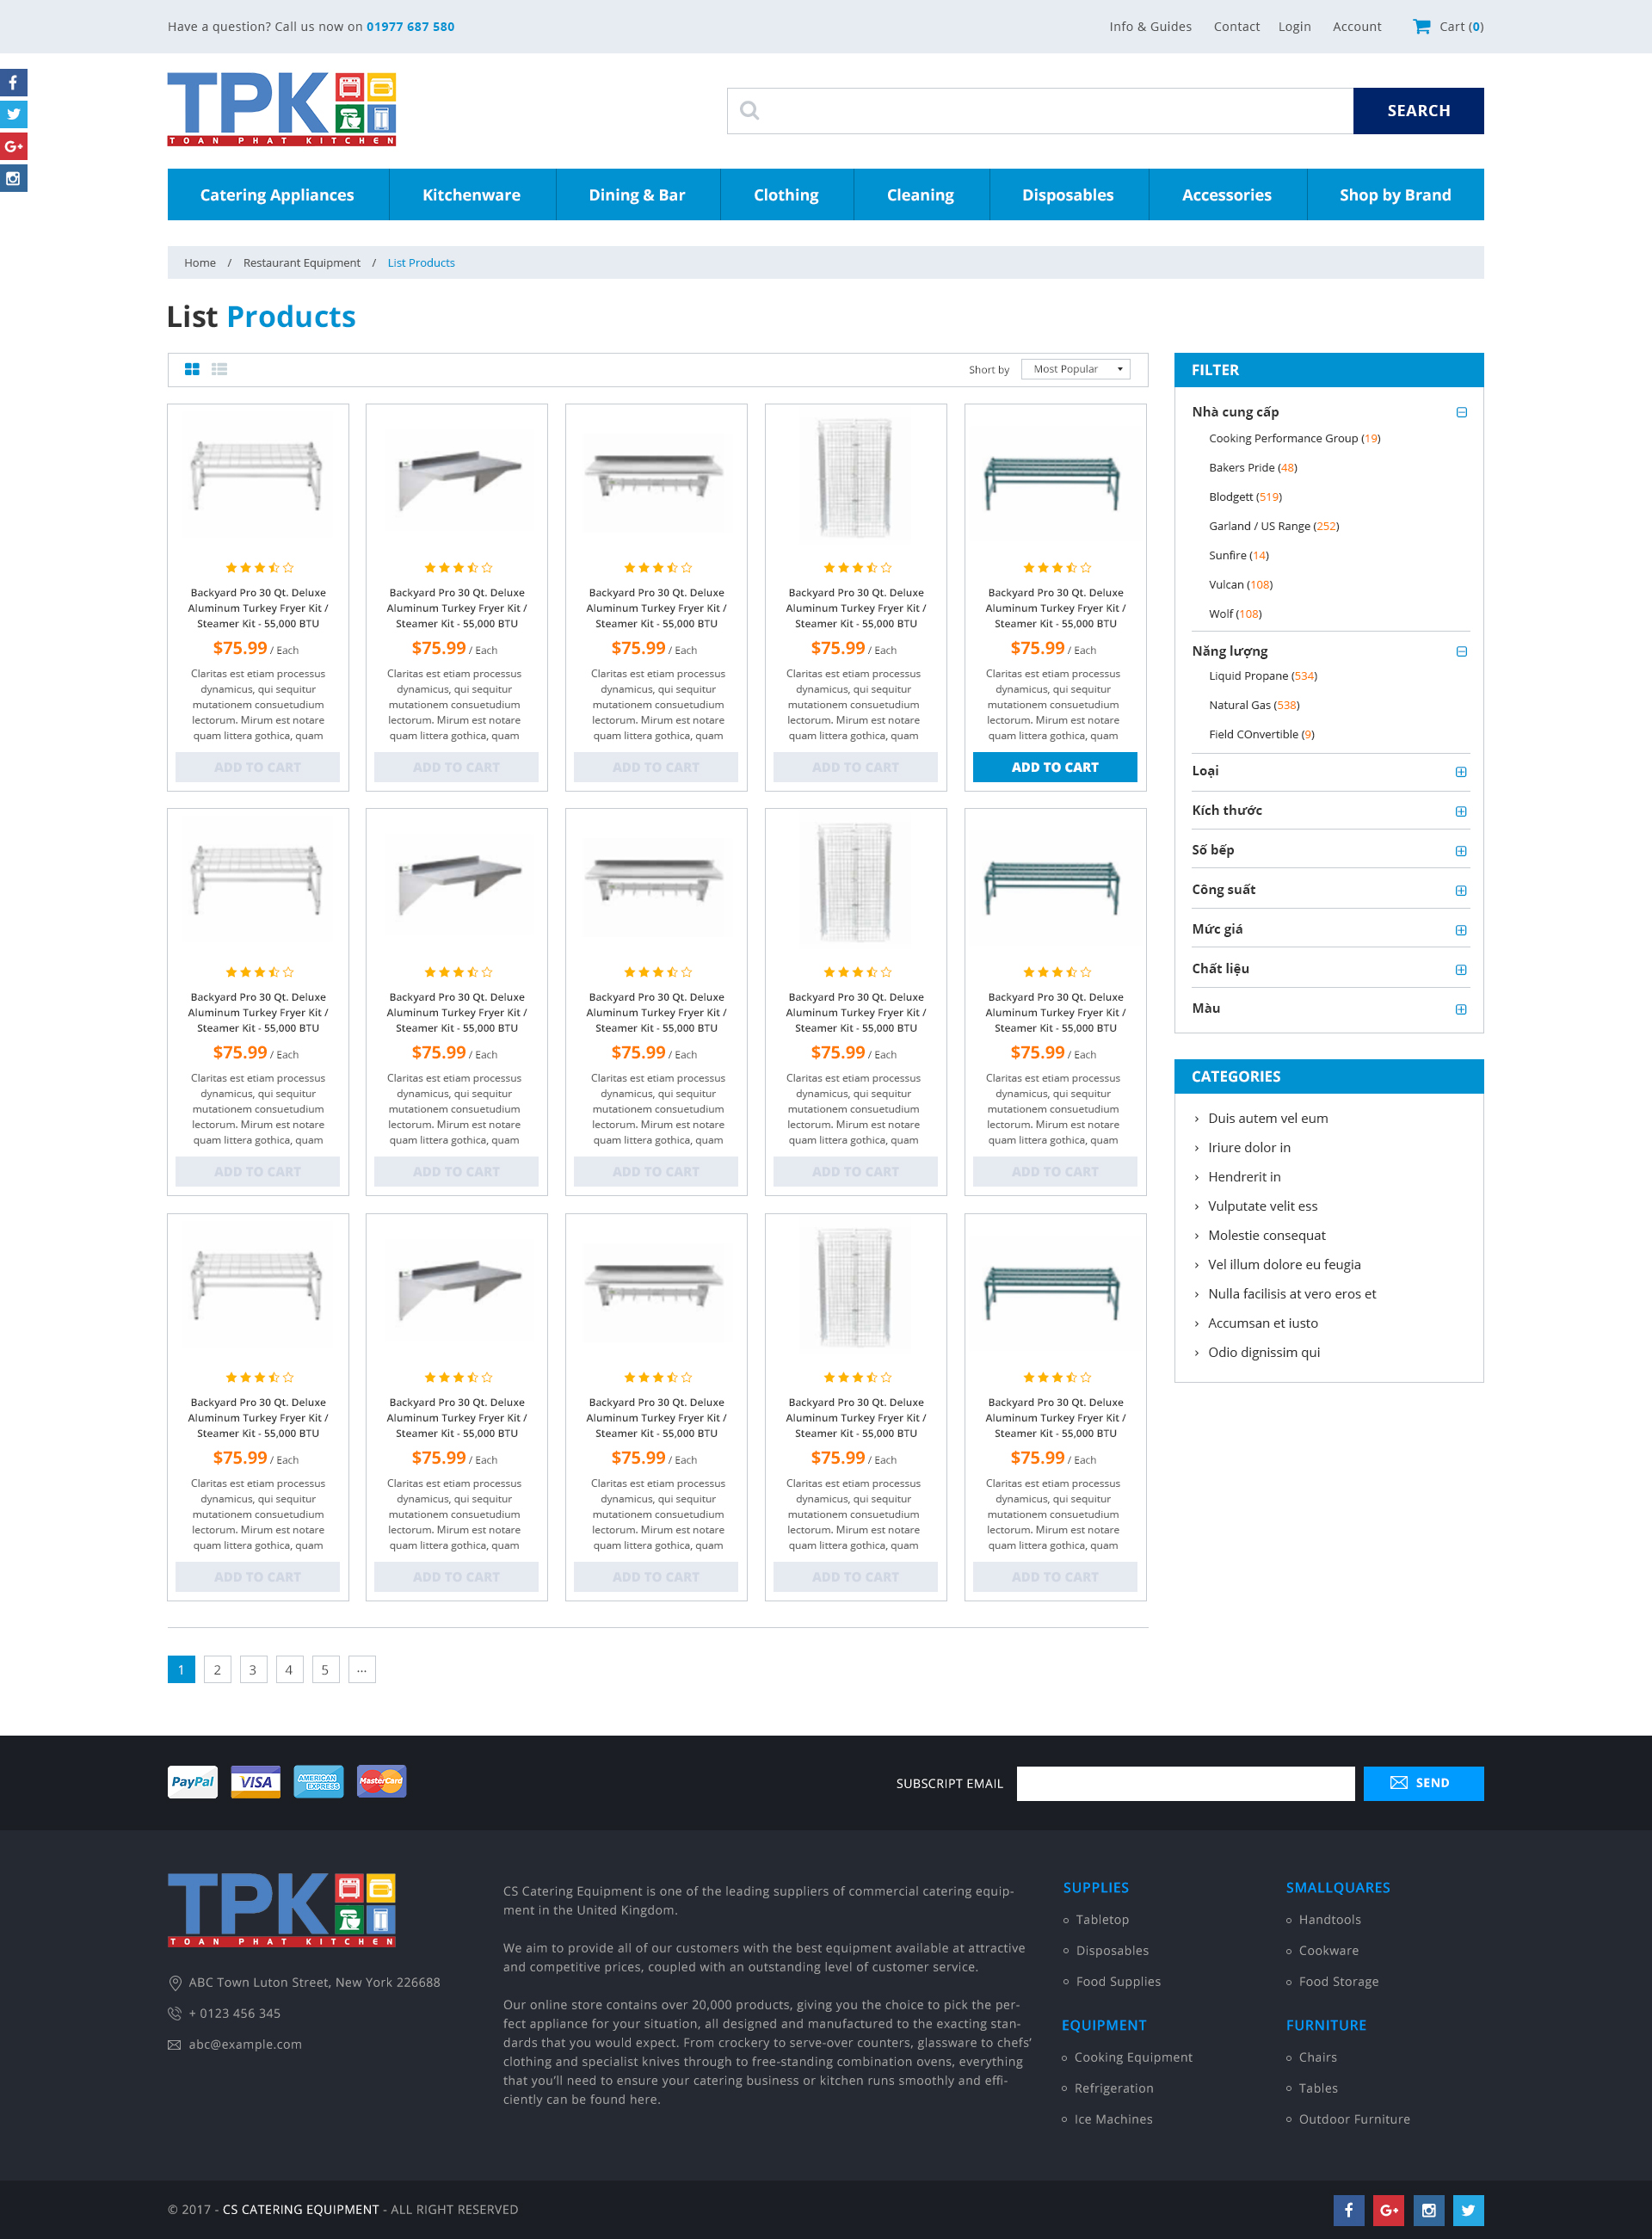 Have a question? Call us now on 01977 687 580
Info & Guides Contact Login Account Cart (0)
TPK
TOAN PHAT KITCHEN
SEARCH
Catering Appliances Kitchenware Dining & Bar Clothing Cleaning Disposables Accessories Shop by Brand
Home / Restaurant Equipment / List Products
List Products
Short by Most Popular
Backyard Pro 30 Qt. Deluxe Backyard Pro 30 Qt. Deluxe Backyard Pro 30 Qt. Deluxe Backyard Pro 30 Qt. Deluxe Backyard Pro 30 Qt. Deluxe
Aluminum Turkey Fryer Kit / Aluminum Turkey Fryer Kit / Aluminum Turkey Fryer Kit / Aluminum Turkey Fryer Kit / Aluminum Turkey Fryer Kit /
Steamer Kit - 55,000 BTU Steamer Kit - 55,000 BTU Steamer Kit - 55,000 BTU Steamer Kit - 55,000 BTU Steamer Kit - 55,000 BTU
$75.99 / Each $75.99 / Each $75.99 / Each $75.99 / Each $75.99 / Each
Claritas est etiam processus Claritas est etiam processus Claritas est etiam processus Claritas est etiam processus Claritas est etiam processus
dynamicus, qui sequitur dynamicus, qui sequitur dynamicus, qui sequitur dynamicus, qui sequitur dynamicus, qui sequitur
mutationem consuetudium mutationem consuetudium mutationem consuetudium mutationem consuetudium mutationem consuetudium
lectorum. Mirum est notare lectorum. Mirum est notare lectorum. Mirum est notare lectorum. Mirum est notare lectorum. Mirum est notare
quam littera gothica, quam quam littera gothica, quam quam littera gothica, quam quam littera gothica, quam quam littera gothica, quam
ADD TO CART ADD TO CART ADD TO CART ADD TO CART ADD TO CART
Backyard Pro 30 Qt. Deluxe Backyard Pro 30 Qt. Deluxe Backyard Pro 30 Qt. Deluxe Backyard Pro 30 Qt. Deluxe Backyard Pro 30 Qt. Deluxe
Aluminum Turkey Fryer Kit / Aluminum Turkey Fryer Kit / Aluminum Turkey Fryer Kit / Aluminum Turkey Fryer Kit / Aluminum Turkey Fryer Kit /
Steamer Kit - 55,000 BTU Steamer Kit - 55,000 BTU Steamer Kit - 55,000 BTU Steamer Kit - 55,000 BTU Steamer Kit - 55,000 BTU
$75.99 / Each $75.99 / Each $75.99 / Each $75.99 / Each $75.99 / Each
Claritas est etiam processus Claritas est etiam processus Claritas est etiam processus Claritas est etiam processus Claritas est etiam processus
dynamicus, qui sequitur dynamicus, qui sequitur dynamicus, qui sequitur dynamicus, qui sequitur dynamicus, qui sequitur
mutationem consuetudium mutationem consuetudium mutationem consuetudium mutationem consuetudium mutationem consuetudium
lectorum. Mirum est notare lectorum. Mirum est notare lectorum. Mirum est notare lectorum. Mirum est notare lectorum. Mirum est notare
quam littera gothica, quam quam littera gothica, quam quam littera gothica, quam quam littera gothica, quam quam littera gothica, quam
ADD TO CART ADD TO CART ADD TO CART ADD TO CART ADD TO CART
Backyard Pro 30 Qt. Deluxe Backyard Pro 30 Qt. Deluxe Backyard Pro 30 Qt. Deluxe Backyard Pro 30 Qt. Deluxe Backyard Pro 30 Qt. Deluxe
Aluminum Turkey Fryer Kit / Aluminum Turkey Fryer Kit / Aluminum Turkey Fryer Kit / Aluminum Turkey Fryer Kit / Aluminum Turkey Fryer Kit /
Steamer Kit - 55,000 BTU Steamer Kit - 55,000 BTU Steamer Kit - 55,000 BTU Steamer Kit - 55,000 BTU Steamer Kit - 55,000 BTU
$75.99 / Each $75.99 / Each $75.99 / Each $75.99 / Each $75.99 / Each
Claritas est etiam processus Claritas est etiam processus Claritas est etiam processus Claritas est etiam processus Claritas est etiam processus
dynamicus, qui sequitur dynamicus, qui sequitur dynamicus, qui sequitur dynamicus, qui sequitur dynamicus, qui sequitur
mutationem consuetudium mutationem consuetudium mutationem consuetudium mutationem consuetudium mutationem consuetudium
lectorum. Mirum est notare lectorum. Mirum est notare lectorum. Mirum est notare lectorum. Mirum est notare lectorum. Mirum est notare
quam littera gothica, quam quam littera gothica, quam quam littera gothica, quam quam littera gothica, quam quam littera gothica, quam
ADD TO CART ADD TO CART ADD TO CART ADD TO CART ADD TO CART
1 2 3 4 5 ...
FILTER
Nhà cung cấp
Cooking Performance Group (19)
Bakers Pride (48)
Blodgett (519)
Garland / US Range (252)
Sunfire (14)
Vulcan (108)
Wolf (108)
Năng lượng
Liquid Propane (534)
Natural Gas (538)
Field COnvertible (9)
Loại
Kích thước
Số bếp
Công suất
Mức giá
Chất liệu
Màu
CATEGORIES
Duis autem vel eum
Iriure dolor in
Hendrerit in
Vulputate velit ess
Molestie consequat
Vel illum dolore eu feugia
Nulla facilisis at vero eros et
Accumsan et iusto
Odio dignissim qui
PayPal VISA AMERICAN EXPRESS MasterCard
SUBSCRIPT EMAIL SEND
TPK
TOAN PHAT KITCHEN
ABC Town Luton Street, New York 226688
+ 0123 456 345
abc@example.com
CS Catering Equipment is one of the leading suppliers of commercial catering equip-
ment in the United Kingdom.
We aim to provide all of our customers with the best equipment available at attractive
and competitive prices, coupled with an outstanding level of customer service.
Our online store contains over 20,000 products, giving you the choice to pick the per-
fect appliance for your situation, all designed and manufactured to the exacting stan-
dards that you would expect. From crockery to serve-over counters, glassware to chefs’
clothing and specialist knives through to free-standing combination ovens, everything
that you’ll need to ensure your catering business or kitchen runs smoothly and effi-
ciently can be found here.
SUPPLIES
Tabletop
Disposables
Food Supplies
SMALLQUARES
Handtools
Cookware
Food Storage
EQUIPMENT
Cooking Equipment
Refrigeration
Ice Machines
FURNITURE
Chairs
Tables
Outdoor Furniture
© 2017 - CS CATERING EQUIPMENT - ALL RIGHT RESERVED